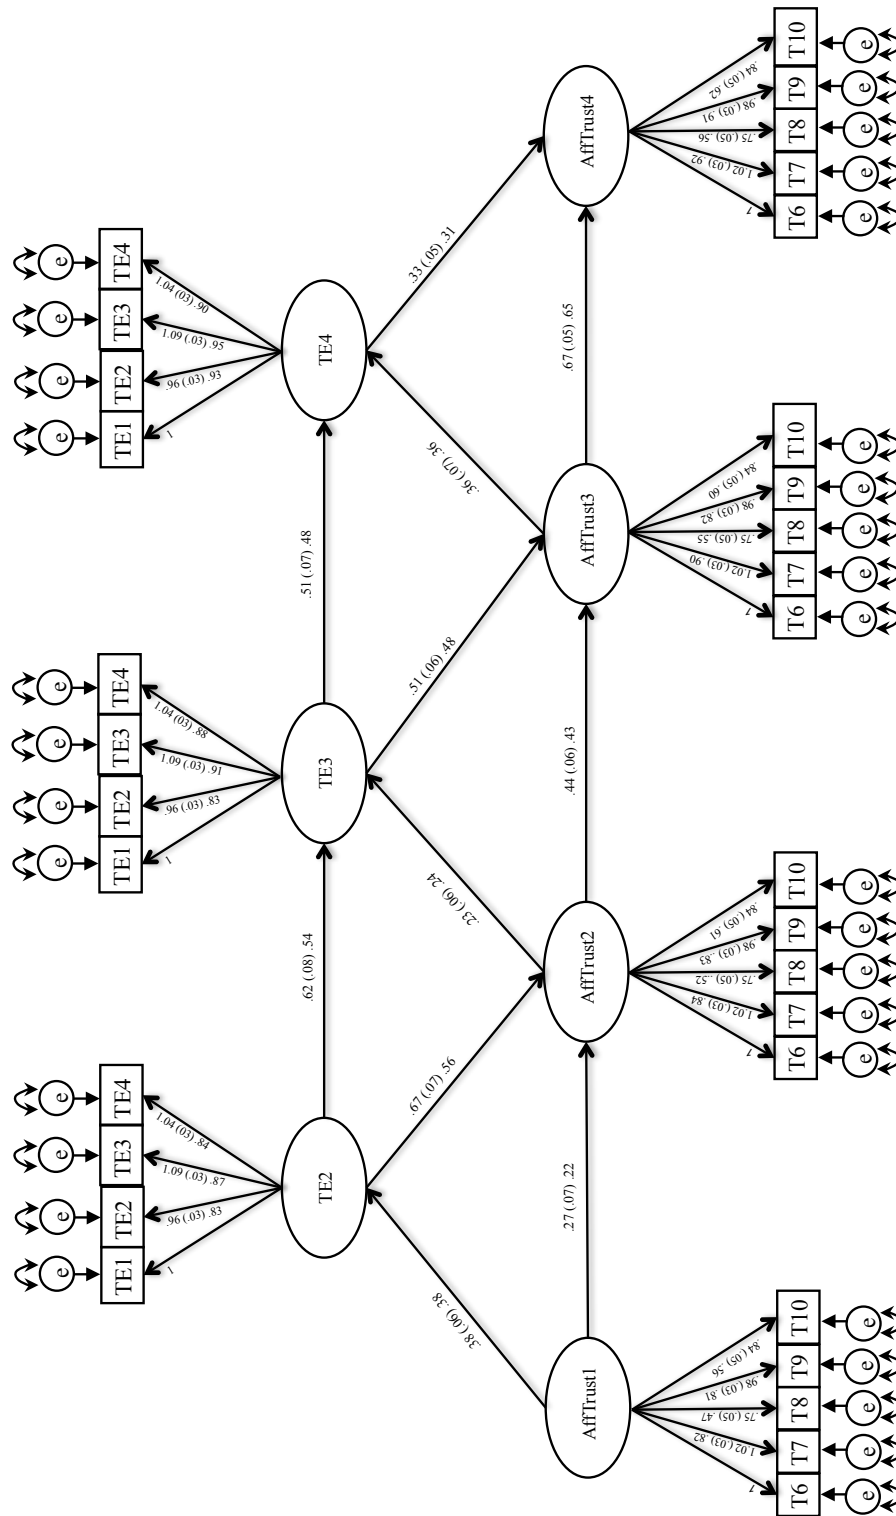 e e e e
e e e e
e e e e
TE1 TE2 TE3 TE4
TE1 TE2 TE3 TE4
TE1 TE2 TE3 TE4
1
.96 (.03) .83
1.09 (.03) .87
1.04 (03) .84
1
.96 (.03) .83
1.09 (.03) .91
1.04 (03) .88
1
.96 (.03) .93
1.09 (.03) .95
1.04 (03) .90
TE2
.62 (.08) .54
TE3
.51 (.07) .48
TE4
.38 (.06) .38
.67 (.07) .56
.23 (.06) .24
.51 (.06) .48
.36 (.07) .36
.33 (.05) .31
AffTrust1
.27 (.07) .22
AffTrust2
.44 (.06) .43
AffTrust3
.67 (.05) .65
AffTrust4
1
1.02 (.03) .82
.75 (.05) .47
.98 (.03) .81
.84 (.05) .56
1
1.02 (.03) .84
.75 (.05) ..52
.98 (.03) .83
.84 (.05) .61
1
1.02 (.03) .90
.75 (.05) .55
.98 (.03) .82
.84 (.05) .60
1
1.02 (.03) .92
.75 (.05) .56
.98 (.03) .91
.84 (.05) .62
T6 T7 T8 T9 T10
T6 T7 T8 T9 T10
T6 T7 T8 T9 T10
T6 T7 T8 T9 T10
e e e e e
e e e e e
e e e e e
e e e e e